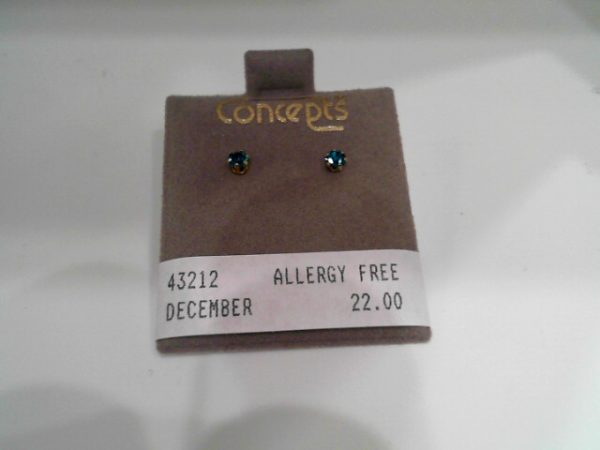 Concepts
43212 ALLERGY FREE
DECEMBER 22.00